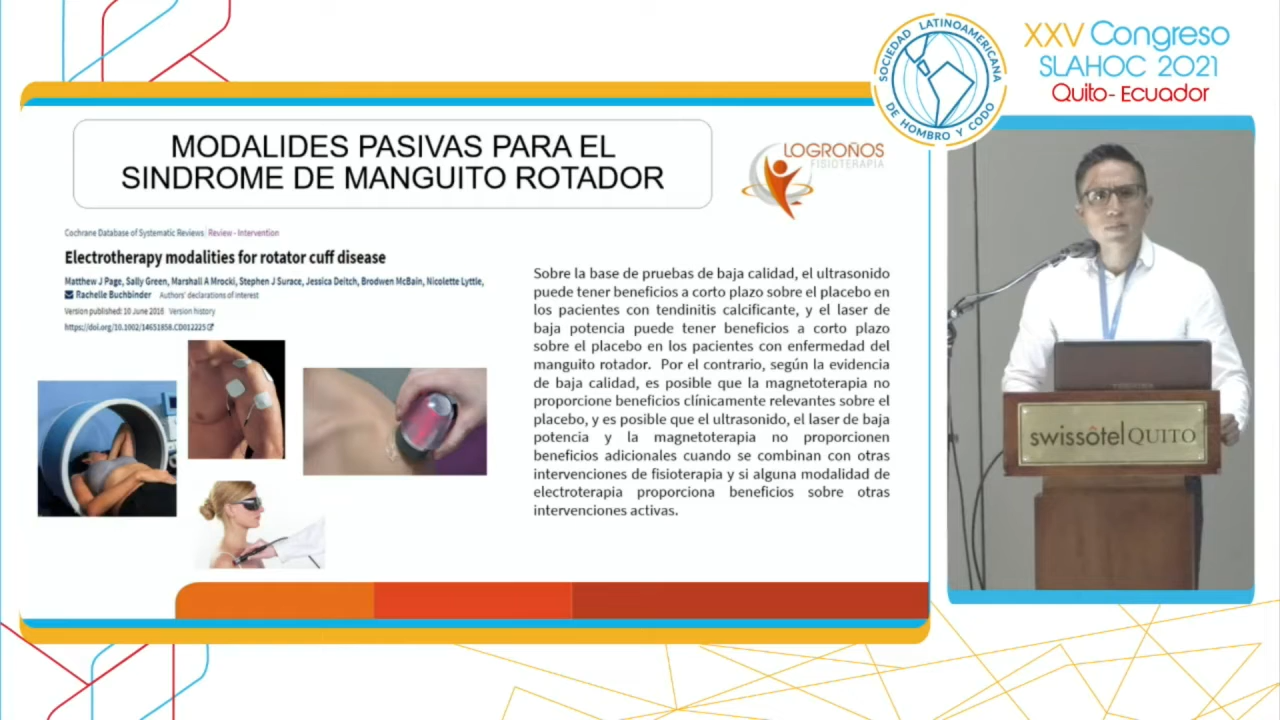 SOCIEDAD LATINOAMERICANA
DE HOMBRO Y CODO
XXV Congreso
SLAHOC 2021
Quito- Ecuador
MODALIDES PASIVAS PARA EL
SINDROME DE MANGUITO ROTADOR
LOGROÑOS
FISIOTERAPIA
Cochrane Database of Systematic Reviews Review - Intervention
Electrotherapy modalities for rotator cuff disease
Matthew J Page, Sally Green, Marshall A Mrocki, Stephen J Surace, Jessica Deitch, Brodwen McBain, Nicolette Lyttle,
Rachelle Buchbinder Authors' declarations of interest
Version published: 10 June 2016 Version history
https://doi.org/10.1002/14651858.CD012225
Sobre la base de pruebas de baja calidad, el ultrasonido
puede tener beneficios a corto plazo sobre el placebo en
los pacientes con tendinitis calcificante, y el laser de
baja potencia puede tener beneficios a corto plazo
sobre el placebo en los pacientes con enfermedad del
manguito rotador. Por el contrario, según la evidencia
de baja calidad, es posible que la magnetoterapia no
proporcione beneficios clínicamente relevantes sobre el
placebo, y es posible que el ultrasonido, el laser de baja
potencia y la magnetoterapia no proporcionen
beneficios adicionales cuando se combinan con otras
intervenciones de fisioterapia y si alguna modalidad de
electroterapia proporciona beneficios sobre otras
intervenciones activas.
swissôtel QUITO